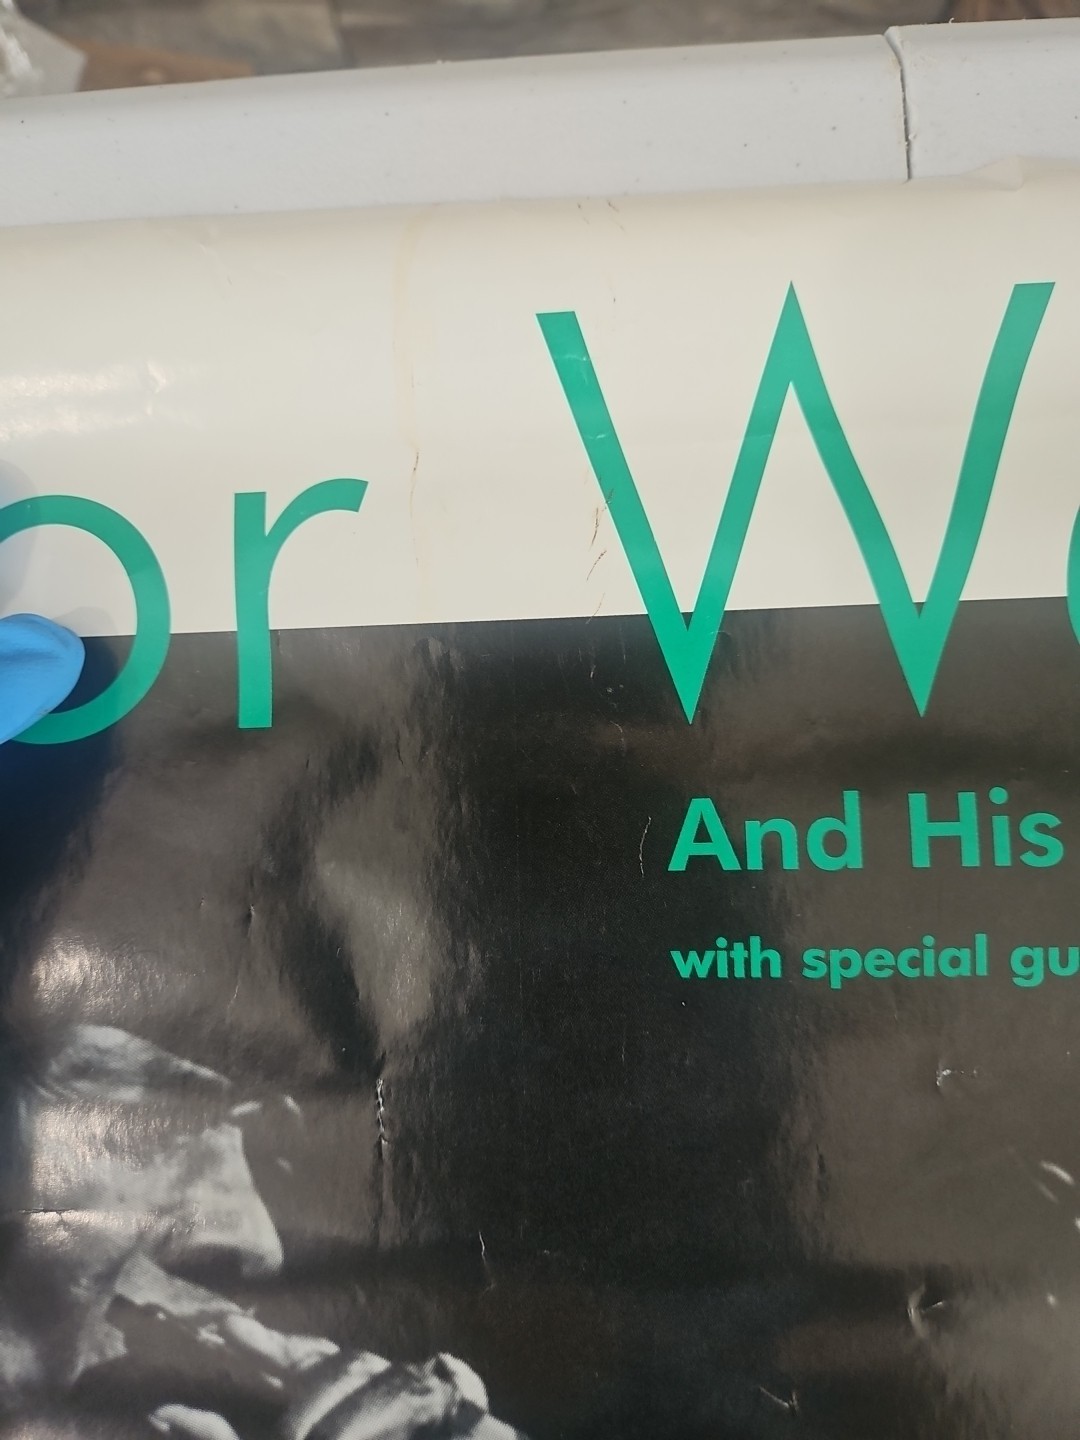 or W
And His
with special gu